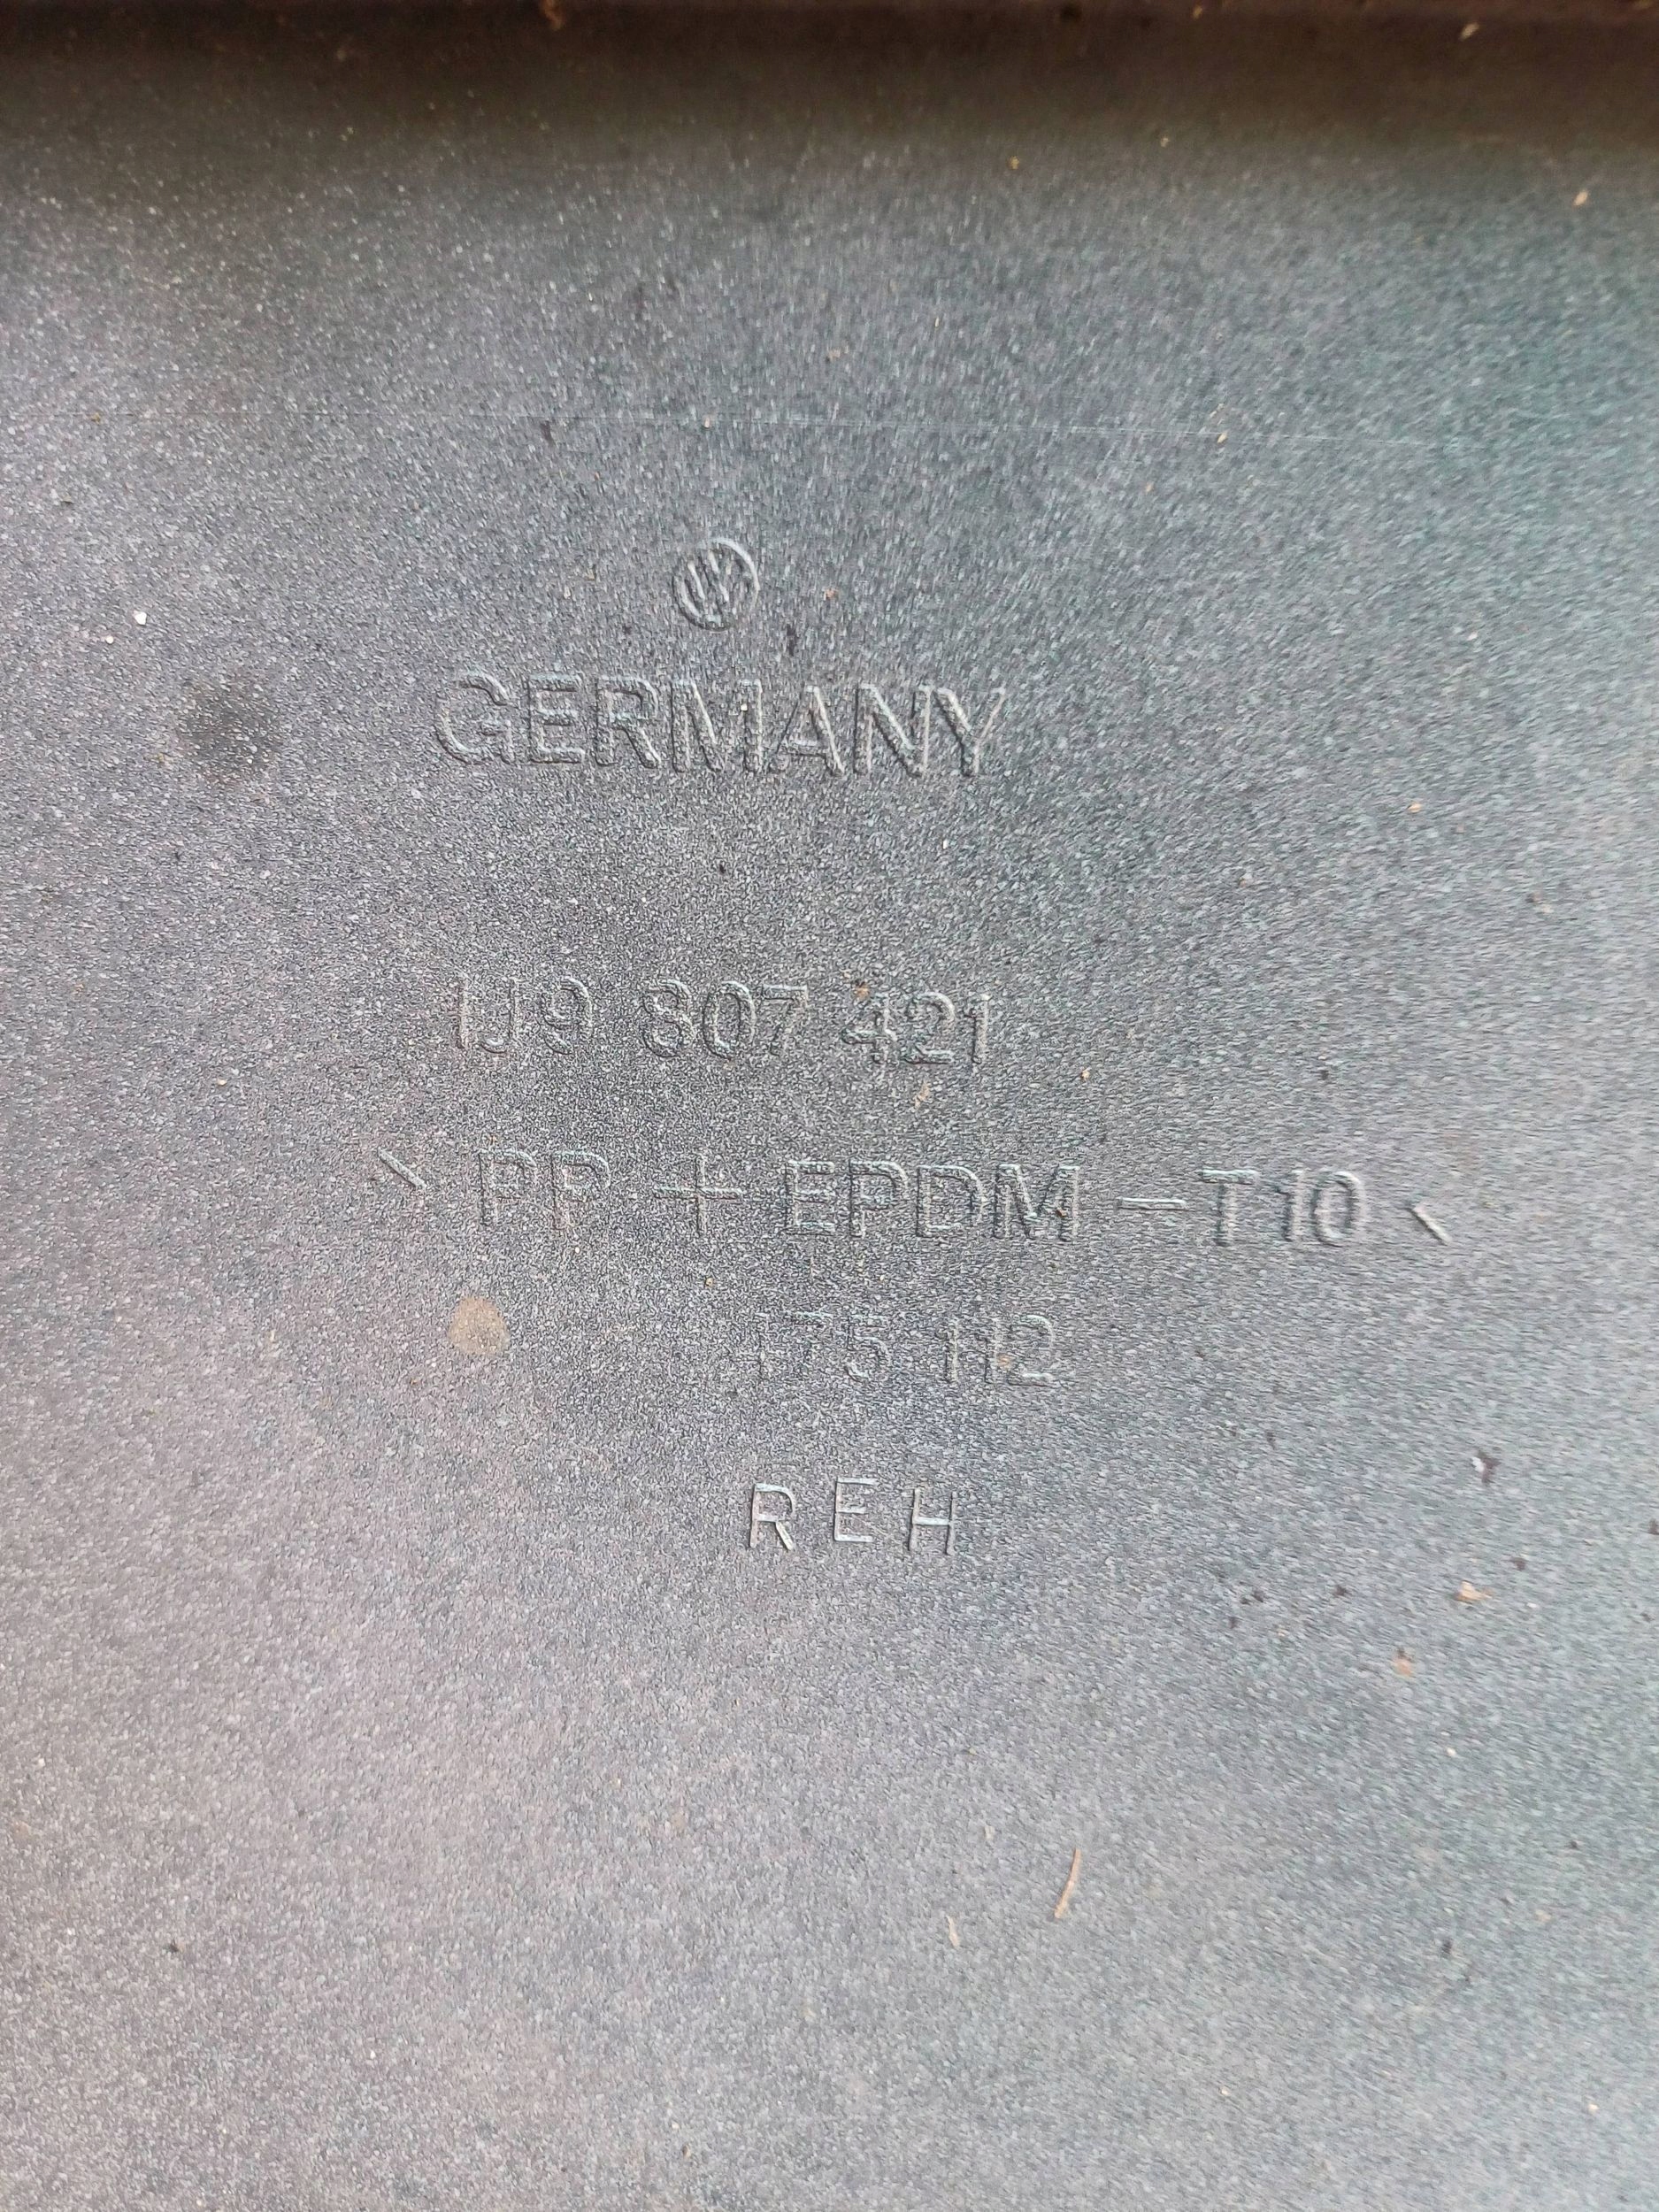 GERMANY
1J9 807 421
>PP+EPDM-T10<
175 112
REH